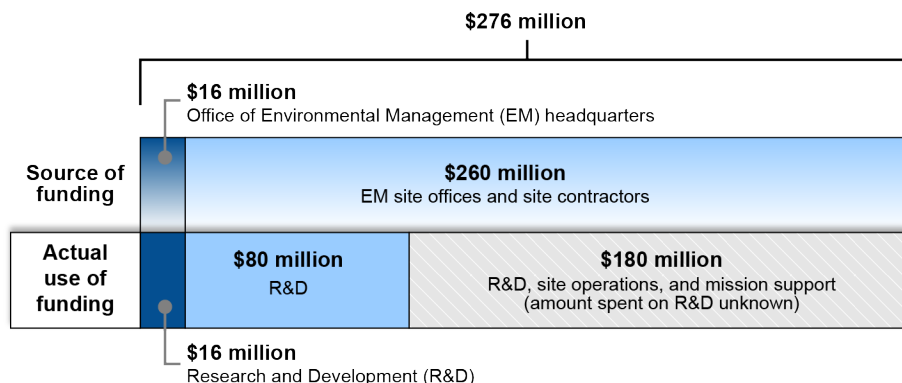 $276 million
$16 million
Office of Environmental Management (EM) headquarters
Source of
funding
$260 million
EM site offices and site contractors
Actual
use of
funding
$80 million
R&D
$180 million
R&D, site operations, and mission support
(amount spent on R&D unknown)
$16 million
Research and Development (R&D)